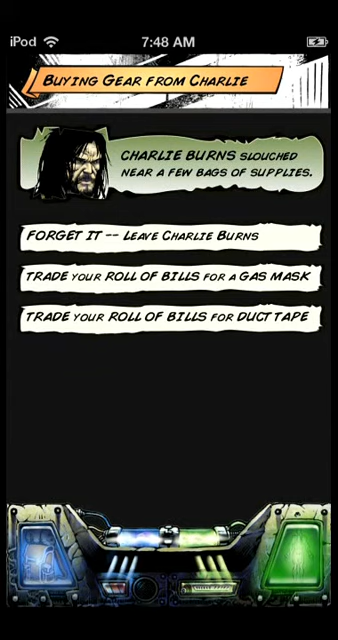 iPod 7:48 AM
BUYING GEAR FROM CHARLIE
CHARLIE BURNS SLOUCHED
NEAR A FEW BAGS OF SUPPLIES.
FORGET IT -- LEAVE CHARLIE BURNS
TRADE YOUR ROLL OF BILLS FOR A GAS MASK
TRADE YOUR ROLL OF BILLS FOR DUCT TAPE